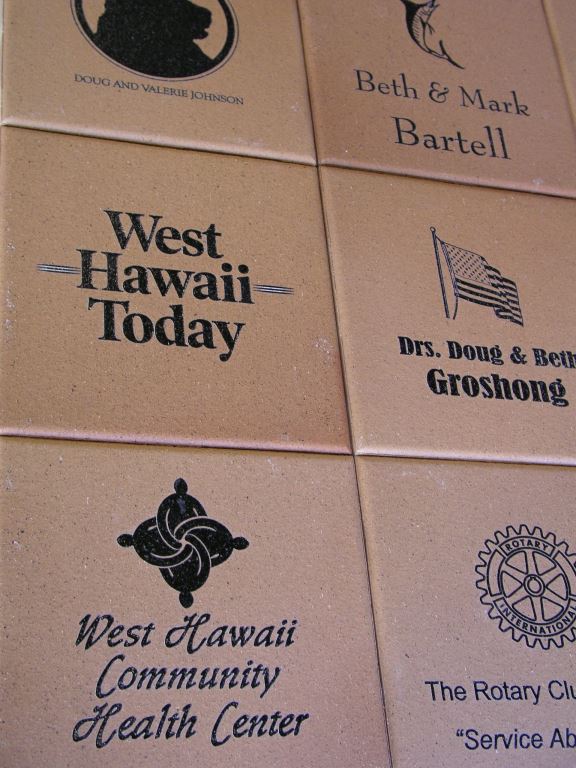 DOUG AND VALERIE JOHNSON
Beth & Mark
Bartell
West
Hawaii
Today
Drs. Doug & Beth
Groshong
West Hawaii
Community
Health Center
ROTARY
INTERNATIONAL
The Rotary Clu
"Service Ab